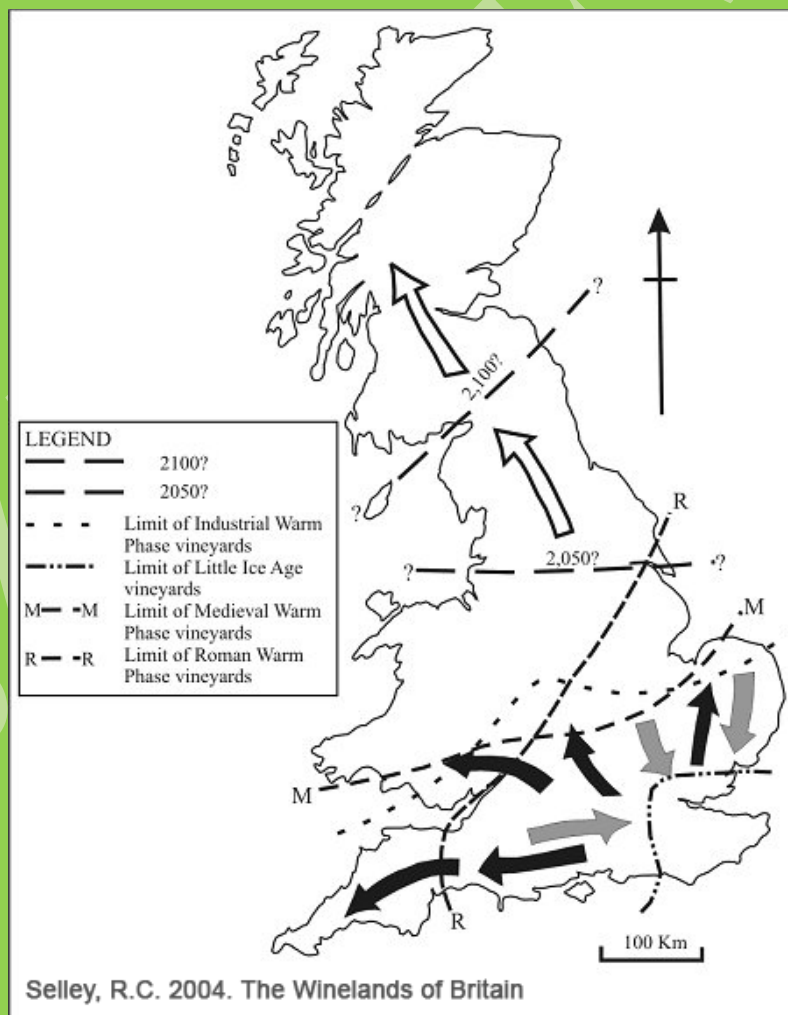 ?
2,100?
LEGEND
2100?
2050?
Limit of Industrial Warm
Phase vineyards
Limit of Little Ice Age
vineyards
M M Limit of Medieval Warm
Phase vineyards
R R Limit of Roman Warm
Phase vineyards
?
R
? 2,050? ?
M
M
R
100 Km
Selley, R.C. 2004. The Winelands of Britain